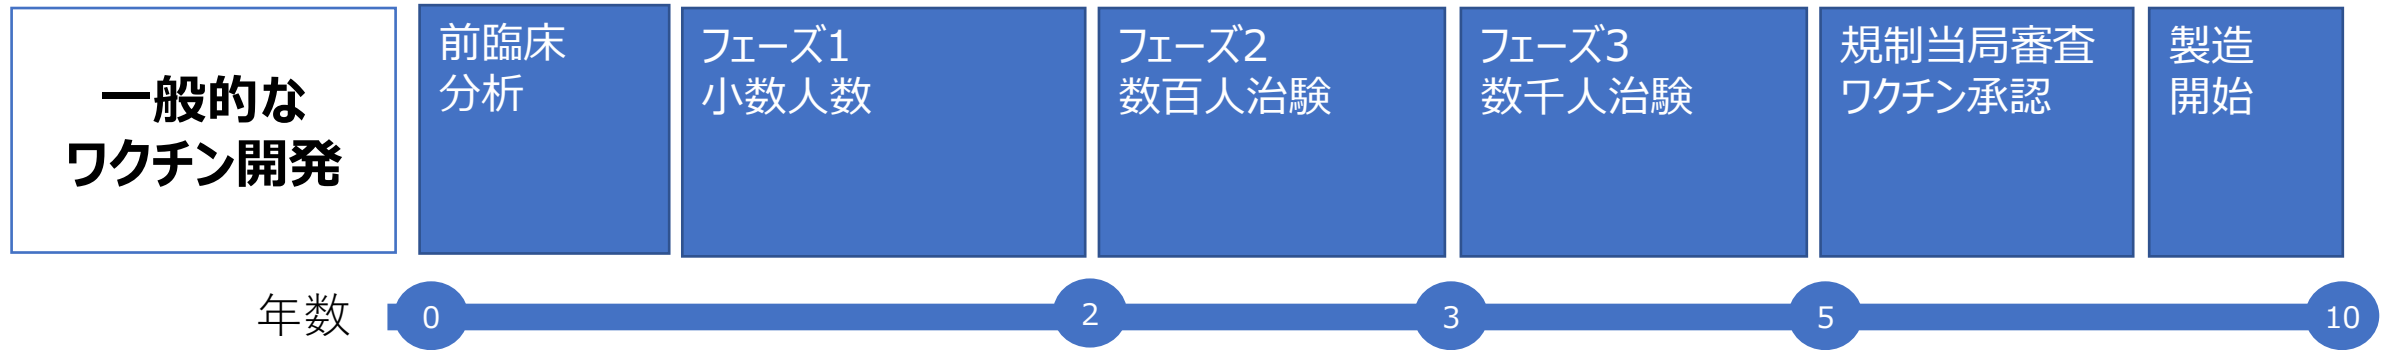 一般的な
ワクチン開発
前臨床
分析
フェーズ1
小数人数
フェーズ2
数百人治験
フェーズ3
数千人治験
規制当局審査
ワクチン承認
製造
開始
年数
0
2
3
5
10